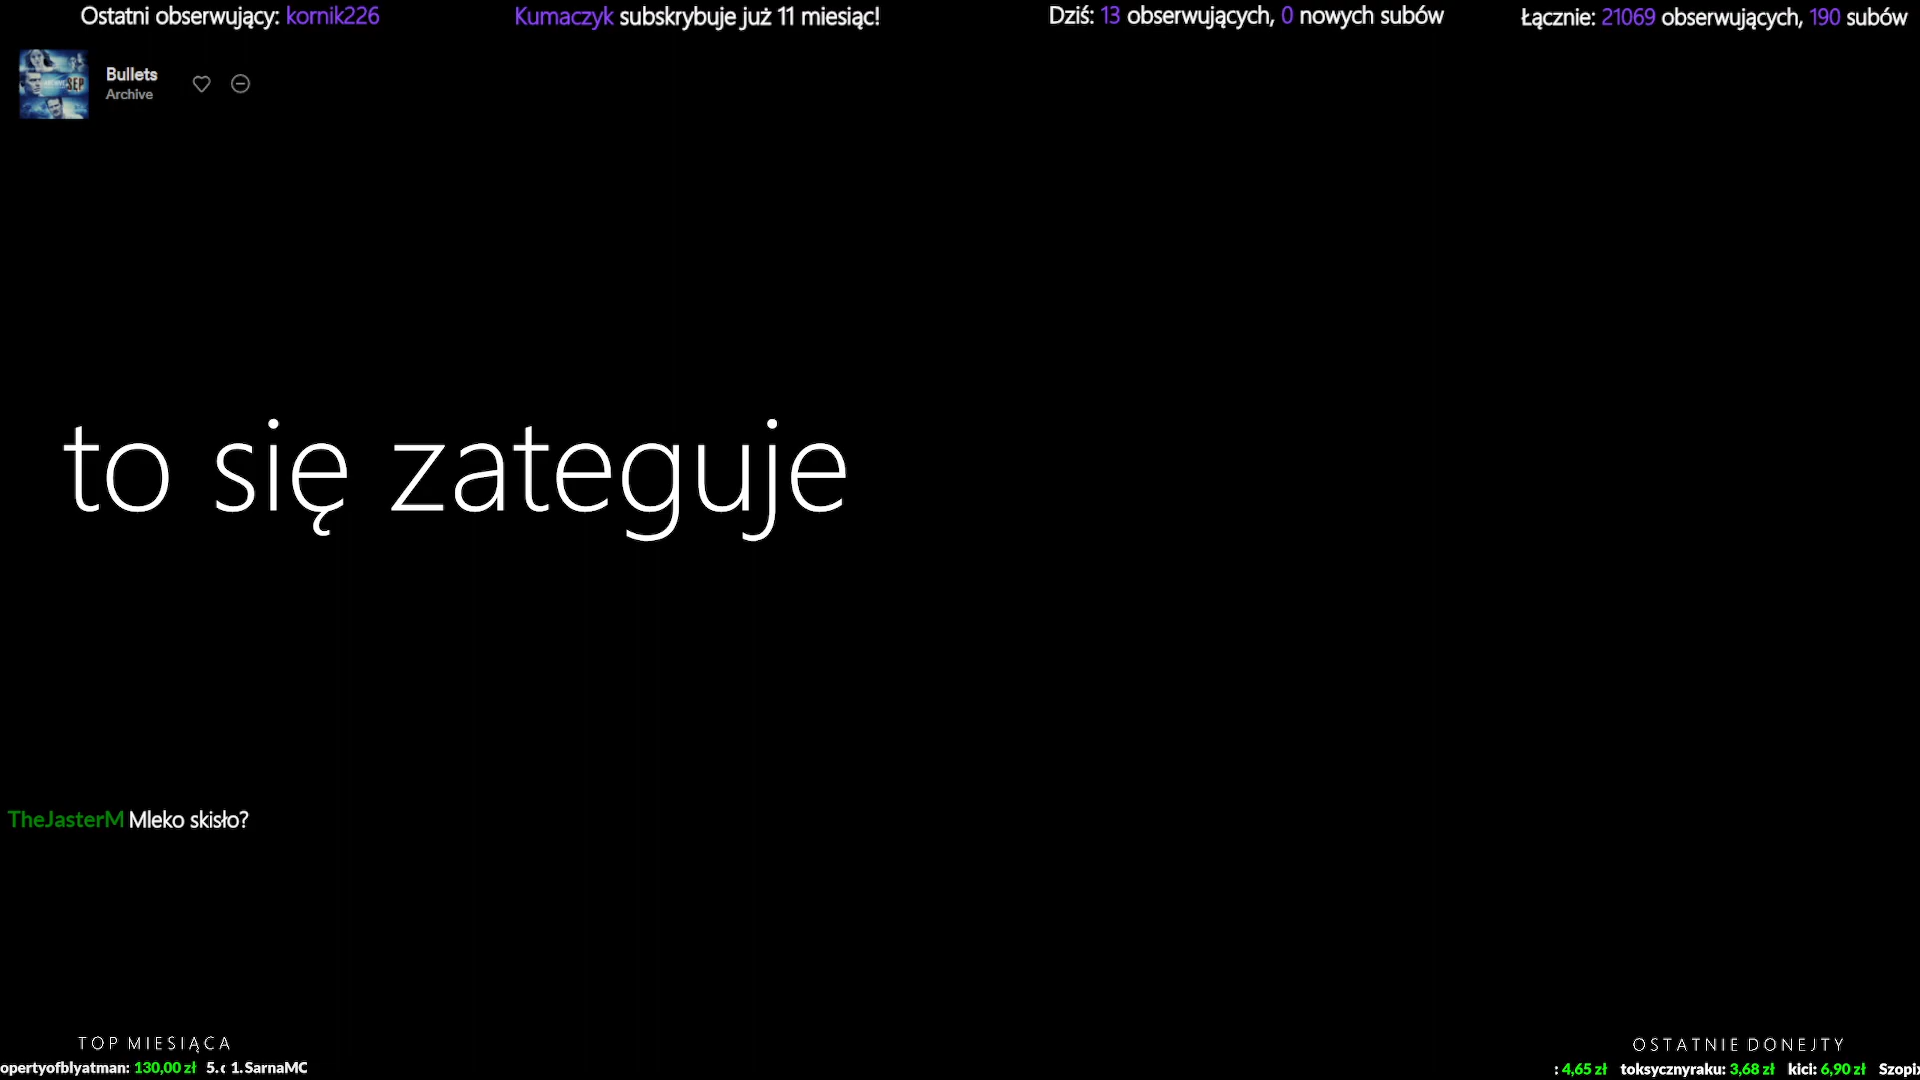 Ostatni obserwujący: kornik226
Kumaczyk subskrybuje już 11 miesiąc!
Dziś: 13 obserwujących, 0 nowych subów
Łącznie: 21069 obserwujących, 190 subów
Bullets
Archive
to się zateguje
TheJasterM Mleko skisło?
TOP MIESIĄCA
opertyofblyatman: 130,00 zł 5. 1.SarnaMC
OSTATNIE DONEJTY
: 4,65 zł toksycznyraku: 3,68 zł kici: 6,90 zł